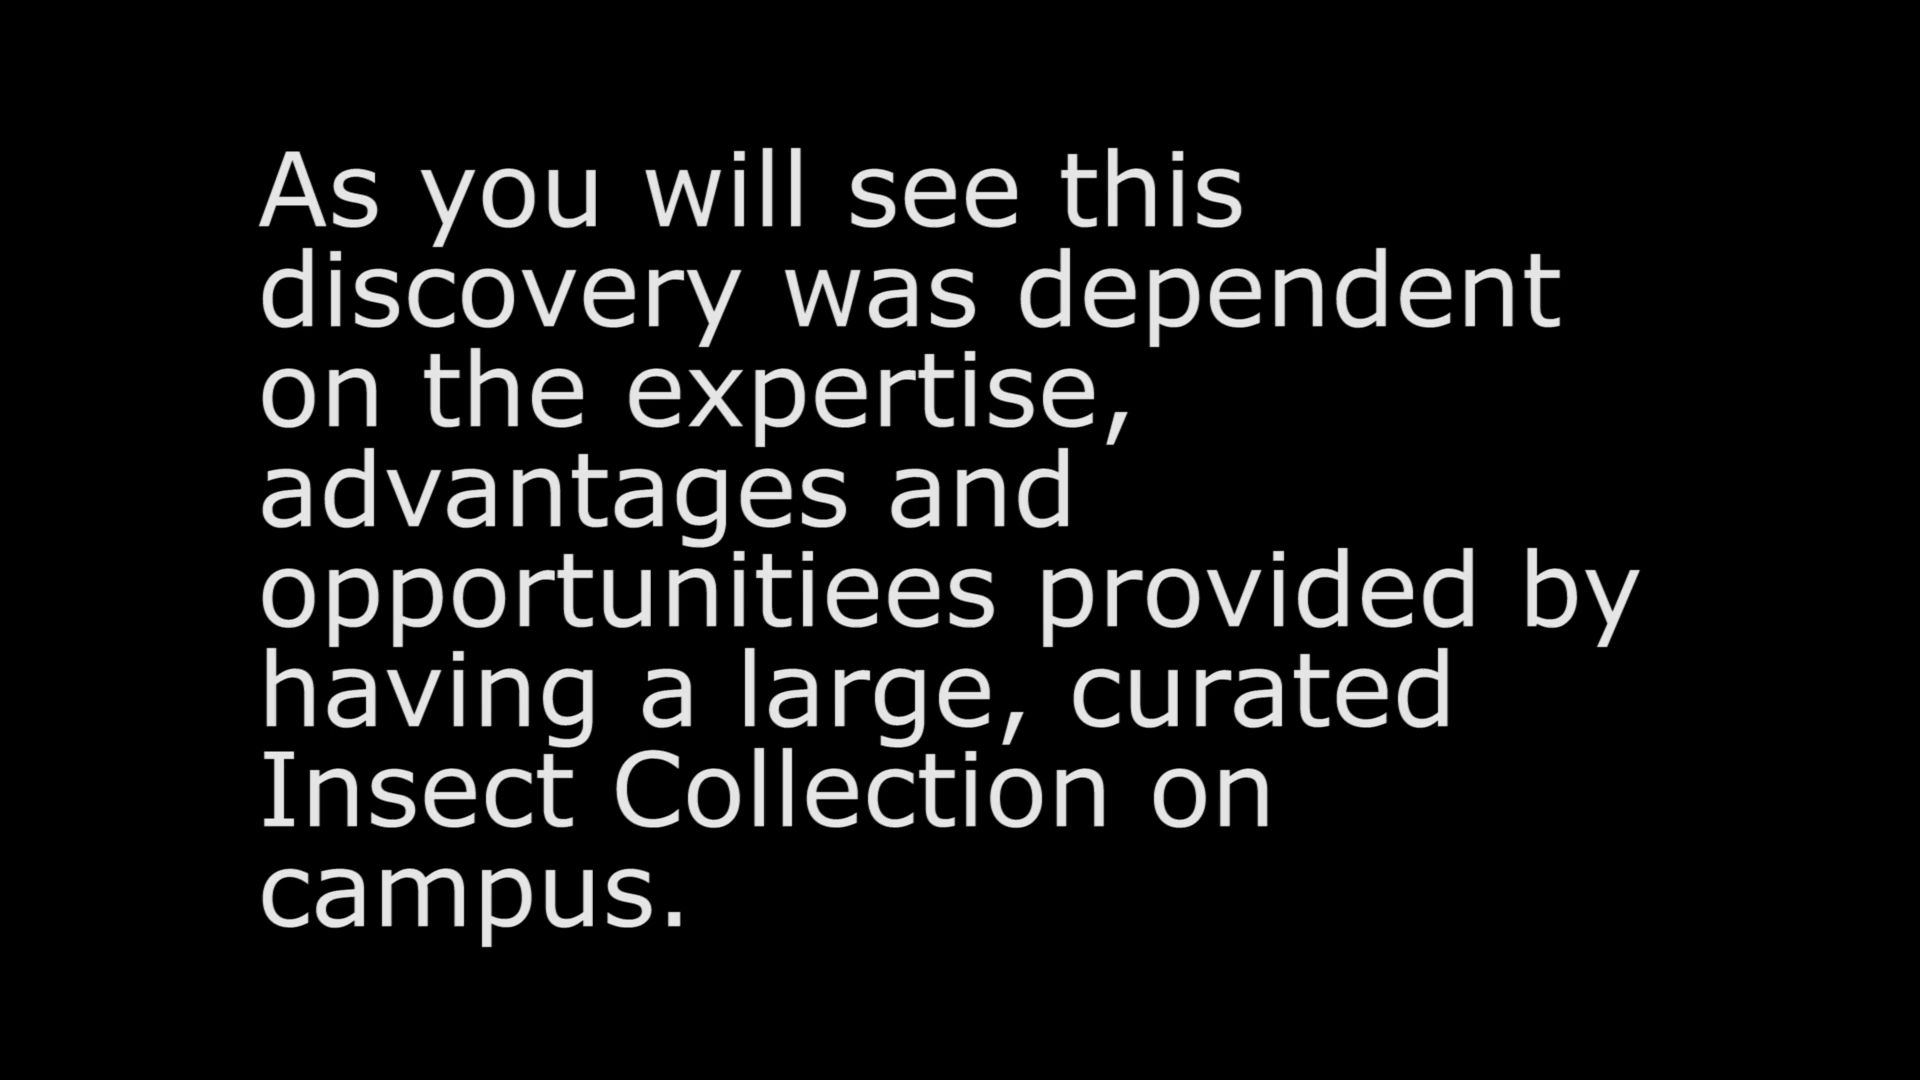 As you will see this
discovery was dependent
on the expertise,
advantages and
opportunitiees provided by
having a large, curated
Insect Collection on
campus.